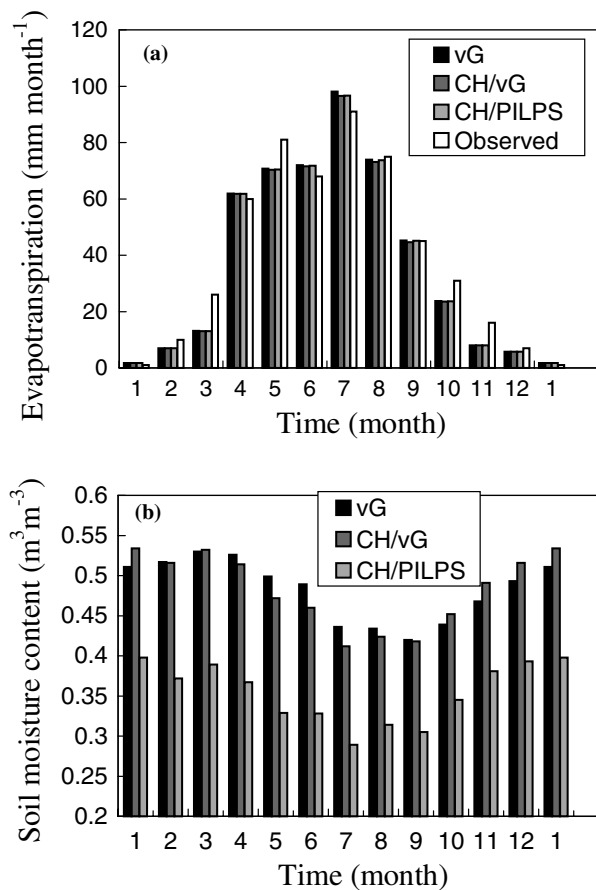 120
100
80
60
40
20
0
Evapotranspiration (mm month⁻¹)
(a)
vG
CH/vG
CH/PILPS
Observed
1 2 3 4 5 6 7 8 9 10 11 12 1
Time (month)
0.6
0.55
0.5
0.45
0.4
0.35
0.3
0.25
0.2
Soil moisture content (m³m⁻³)
(b)
vG
CH/vG
CH/PILPS
1 2 3 4 5 6 7 8 9 10 11 12 1
Time (month)